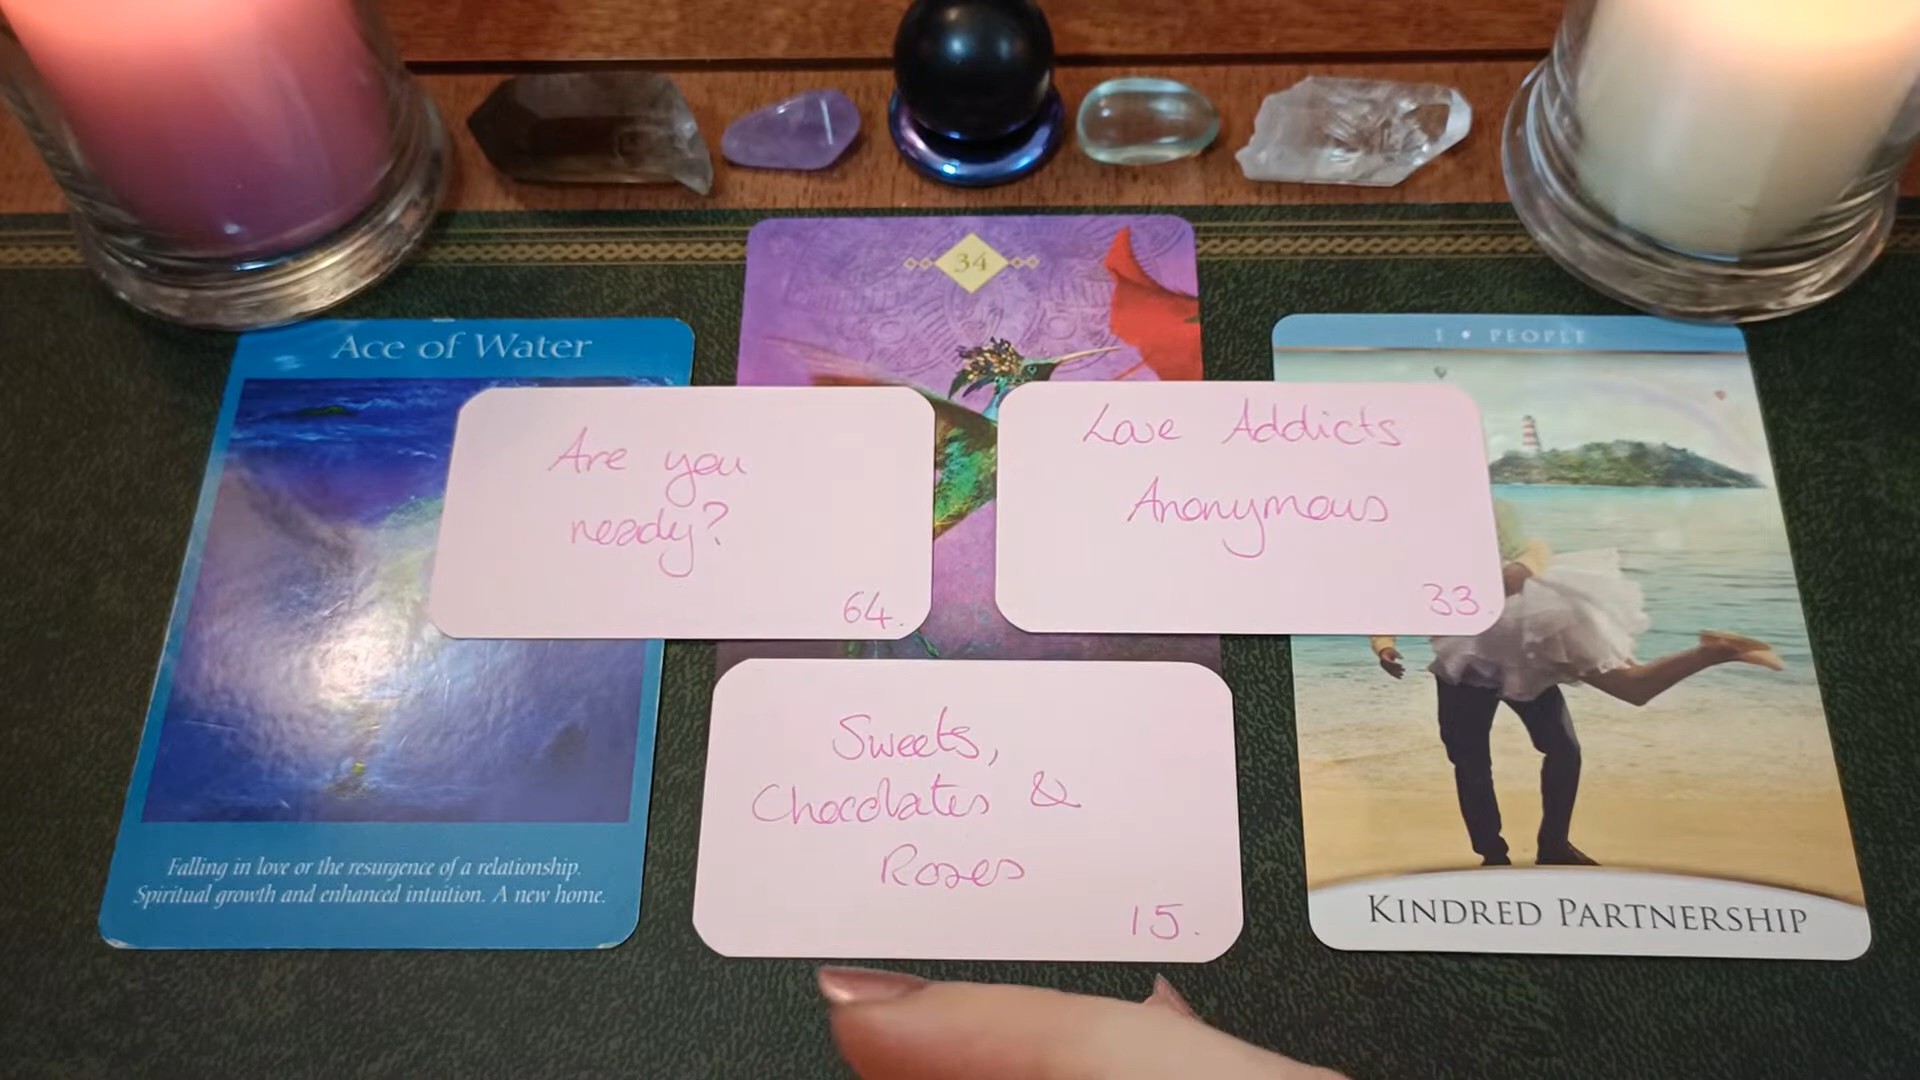 34
Ace of Water
1 • PEOPLE
Are you
ready?
64.
Love Addicts
Anonymous
33.
Sweets,
Chocolates &
Roses
15.
Falling in love or the resurgence of a relationship.
Spiritual growth and enhanced intuition. A new home.
KINDRED PARTNERSHIP